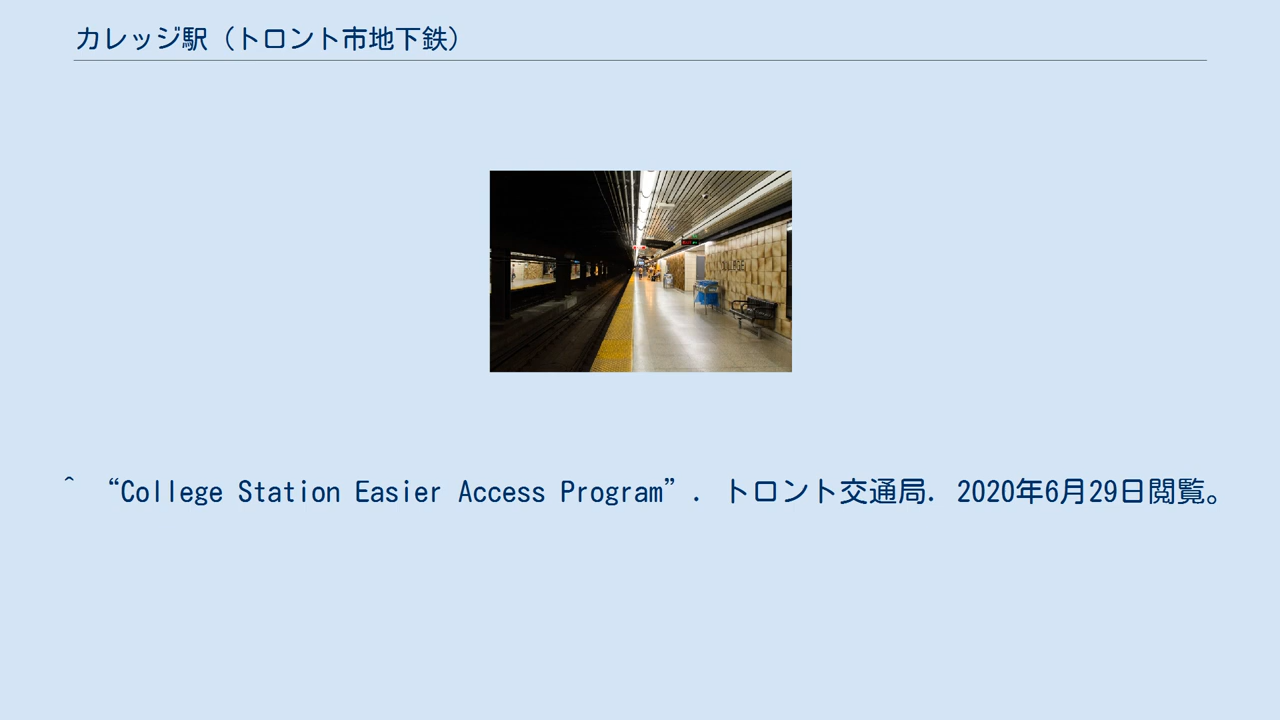 カレッジ駅（トロント市地下鉄）
COLLEGE
^ “College Station Easier Access Program”. トロント交通局. 2020年6月29日閲覧。